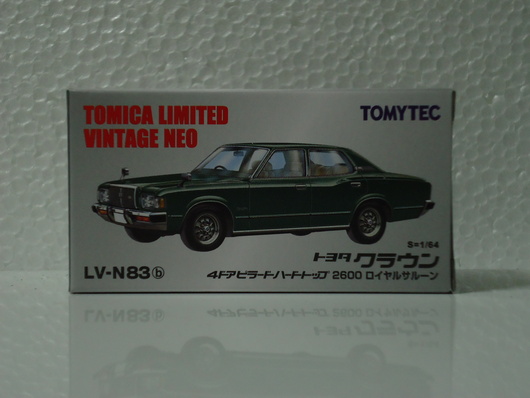 TOMICA LIMITED
VINTAGE NEO
TOMYTEC
S=1/64
トヨタ クラウン
LV-N83b
4ドアピラードハードトップ 2600 ロイヤルサルーン